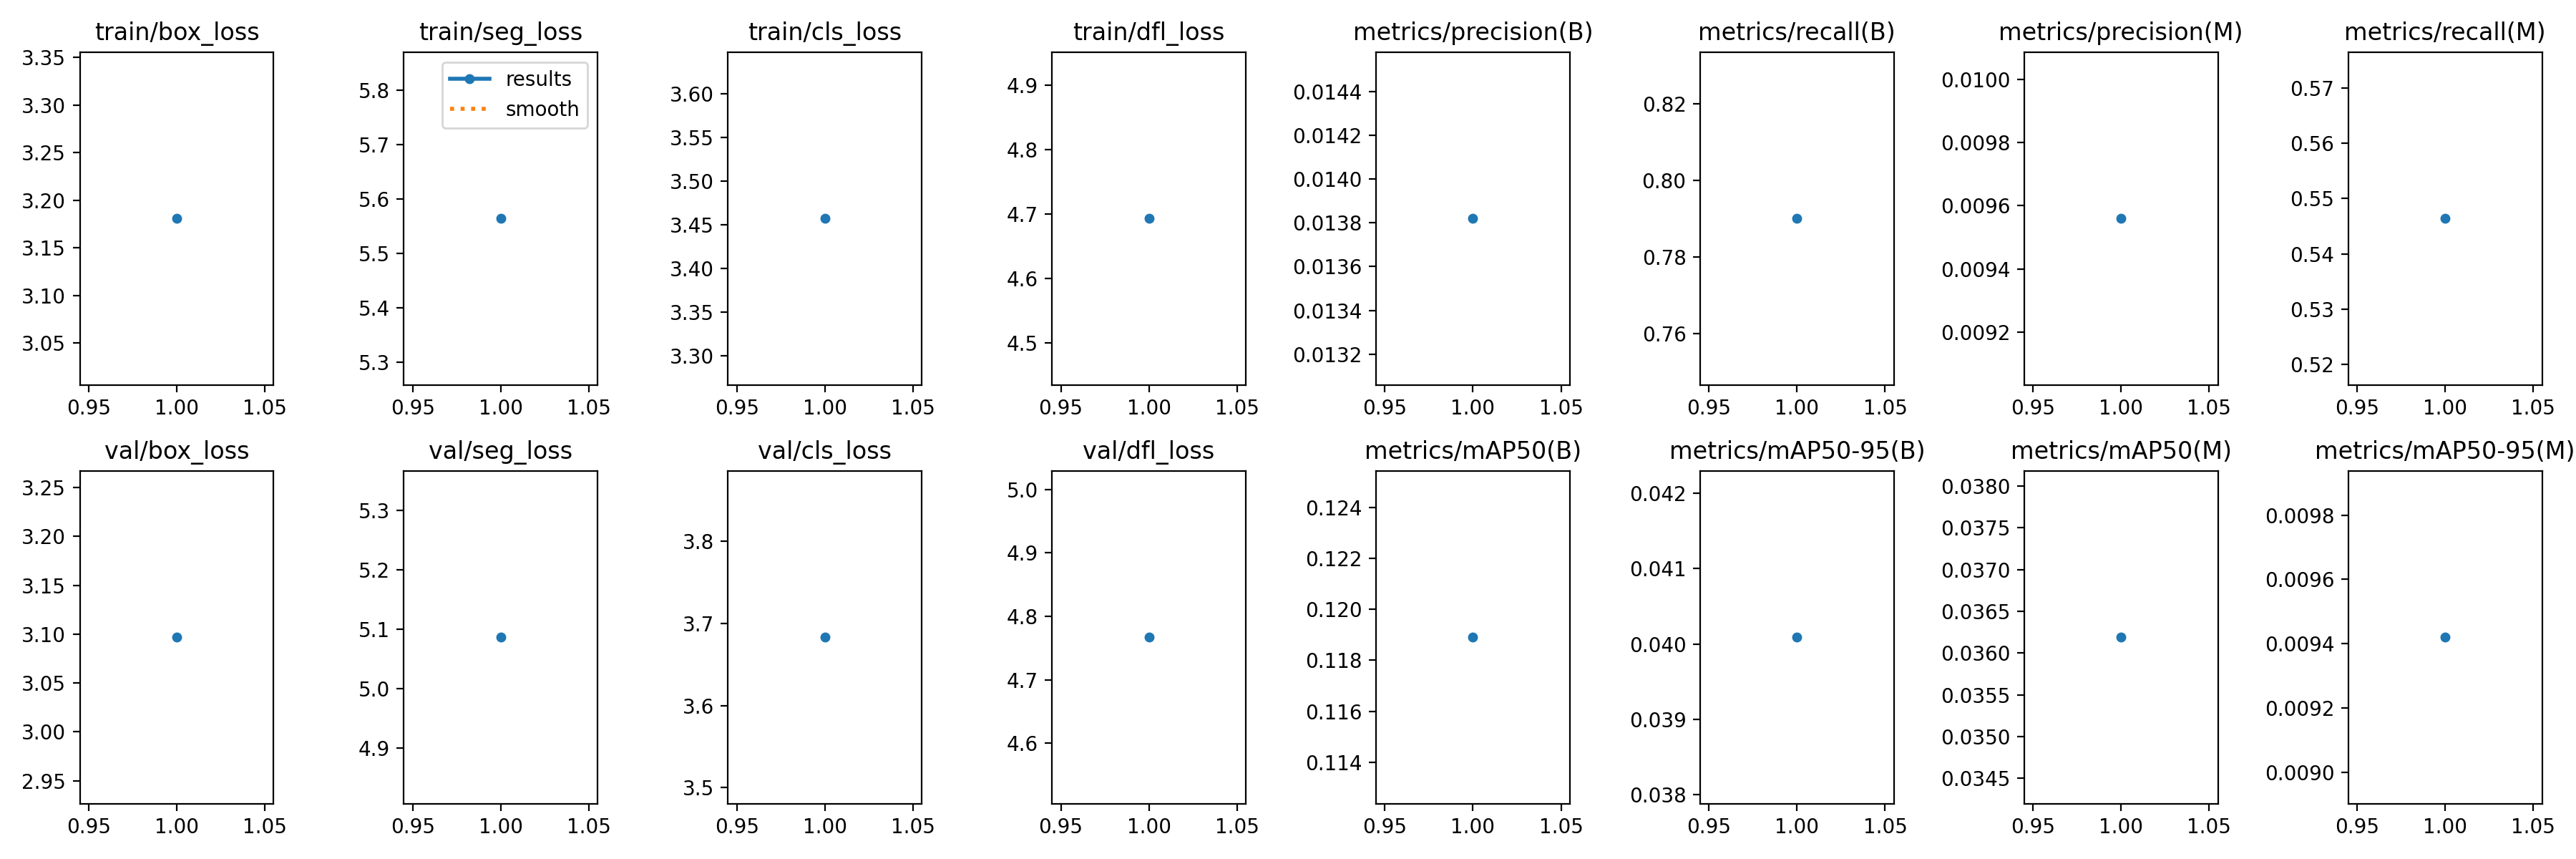 train/box_loss
3.35
3.30
3.25
3.20
3.15
3.10
3.05
0.95 1.00 1.05
train/seg_loss
results
smooth
5.8
5.7
5.6
5.5
5.4
5.3
0.95 1.00 1.05
train/cls_loss
3.60
3.55
3.50
3.45
3.40
3.35
3.30
0.95 1.00 1.05
train/dfl_loss
4.9
4.8
4.7
4.6
4.5
0.95 1.00 1.05
metrics/precision(B)
0.0144
0.0142
0.0140
0.0138
0.0136
0.0134
0.0132
0.95 1.00 1.05
metrics/recall(B)
0.82
0.80
0.78
0.76
0.95 1.00 1.05
metrics/precision(M)
0.0100
0.0098
0.0096
0.0094
0.0092
0.95 1.00 1.05
metrics/recall(M)
0.57
0.56
0.55
0.54
0.53
0.52
0.95 1.00 1.05
val/box_loss
3.25
3.20
3.15
3.10
3.05
3.00
2.95
0.95 1.00 1.05
val/seg_loss
5.3
5.2
5.1
5.0
4.9
0.95 1.00 1.05
val/cls_loss
3.8
3.7
3.6
3.5
0.95 1.00 1.05
val/dfl_loss
5.0
4.9
4.8
4.7
4.6
0.95 1.00 1.05
metrics/mAP50(B)
0.124
0.122
0.120
0.118
0.116
0.114
0.95 1.00 1.05
metrics/mAP50-95(B)
0.042
0.041
0.040
0.039
0.038
0.95 1.00 1.05
metrics/mAP50(M)
0.0380
0.0375
0.0370
0.0365
0.0360
0.0355
0.0350
0.0345
0.95 1.00 1.05
metrics/mAP50-95(M)
0.0098
0.0096
0.0094
0.0092
0.0090
0.95 1.00 1.05